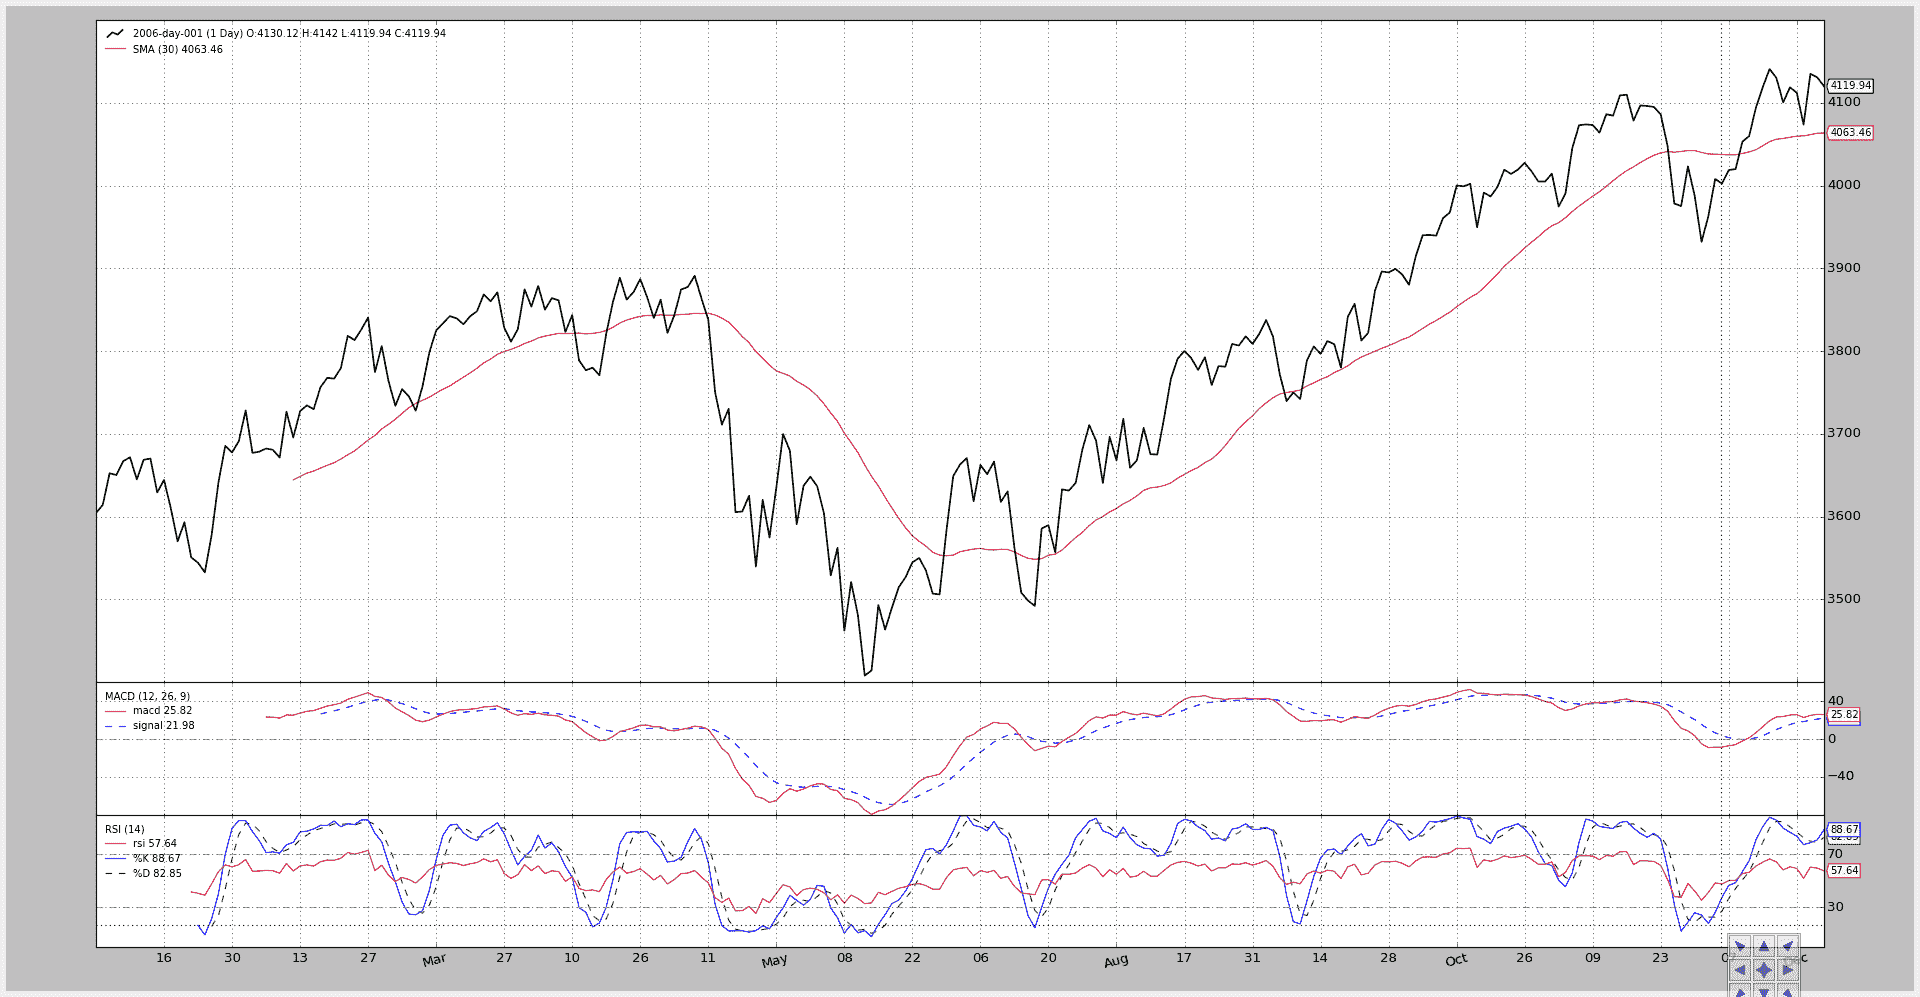 2006-day-001 (1 Day) O:4130.12 H:4142 L:4119.94 C:4119.94
SMA (30) 4063.46
4119.94
4100
4063.46
4000
3900
3800
3700
3600
3500
MACD (12, 26, 9)
macd 25.82
signal 21.98
40
25.82
0
−40
RSI (14)
rsi 57.64
%K 88.67
%D 82.85
88.67
70
57.64
30
16 30 13 27 Mar 27 10 26 11 May 08 22 06 20 Aug 17 31 14 28 Oct 26 09 23